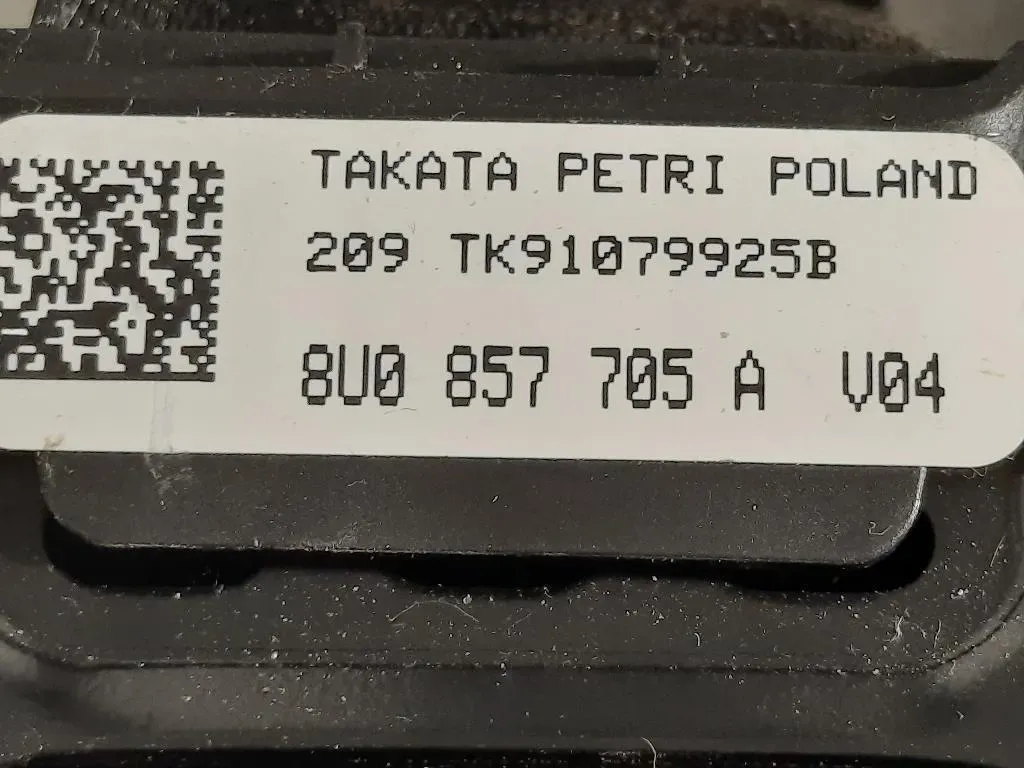 TAKATA PETRI POLAND
209 TK91079925B
8U0 857 705 A V04